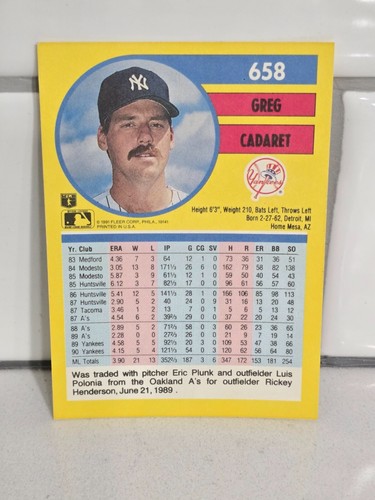 658
GREG
CADARET
NY
Yankees
© 1991 FLEER CORP., PHILA. 19141
PRINTED IN U.S.A.
Height 6'3", Weight 210, Bats Left, Throws Left
Born 2-27-62, Detroit, MI
Home Mesa, AZ
Yr. Club ERA W L IP G CG SV H R ER BB SO
83 Medford 4.36 7 3 64 12 1 0 73 36 31 36 51
84 Modesto 3.05 13 8 171⅓ 26 6 0 162 79 58 82 138
85 Modesto 5.87 3 9 61⅓ 12 1 0 59 50 40 54 43
85 Huntsville 6.12 3 7 82⅓ 17 0 0 96 61 56 57 60
86 Huntsville 5.41 12 5 141⅓ 28 1 0 166 106 85 98 113
87 Huntsville 2.90 5 2 40 24 0 9 31 16 13 20 48
87 Tacoma 3.46 1 2 13 7 0 1 5 6 5 13 12
87 A's 4.54 6 2 39⅔ 29 0 0 37 22 20 24 30
88 A's 2.89 5 2 71⅔ 58 0 3 60 26 23 36 64
89 A's 2.28 0 0 27⅔ 26 0 0 21 9 7 19 14
89 Yankees 4.58 5 5 92⅓ 20 3 0 109 53 47 38 66
90 Yankees 4.15 5 4 121⅓ 54 0 3 120 62 56 64 80
ML Totals 3.90 21 13 352⅔ 187 3 6 347 172 153 181 254
Was traded with pitcher Eric Plunk and outfielder Luis
Polonia from the Oakland A's for outfielder Rickey
Henderson, June 21, 1989 .